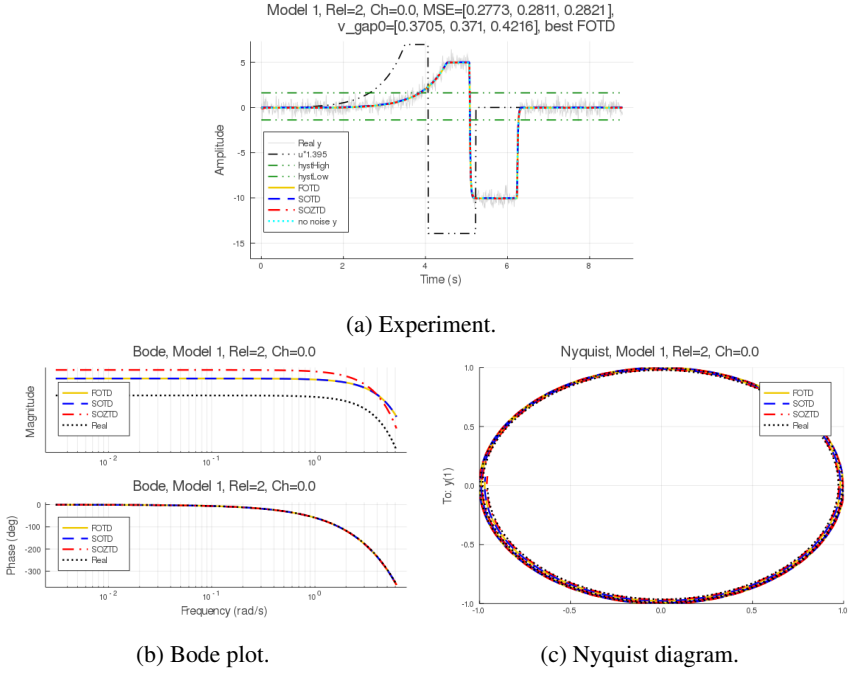 Model 1, Rel=2, Ch=0.0, MSE=[0.2773, 0.2811, 0.2821],
v_gap0=[0.3705, 0.371, 0.4216], best FOTD
Amplitude
5
0
-5
-10
-15
Real y
u*1.395
hystHigh
hystLow
FOTD
SOTD
SOZTD
no noise y
0
2
4
6
8
Time (s)
(a) Experiment.
Bode, Model 1, Rel=2, Ch=0.0
Magnitude
FOTD
SOTD
SOZTD
Real
10⁻²
10⁻¹
10⁰
Bode, Model 1, Rel=2, Ch=0.0
Phase (deg)
0
-100
-200
-300
FOTD
SOTD
SOZTD
Real
10⁻²
10⁻¹
10⁰
Frequency (rad/s)
(b) Bode plot.
Nyquist, Model 1, Rel=2, Ch=0.0
To: y(1)
1.0
0.5
0.0
-0.5
-1.0
FOTD
SOTD
SOZTD
Real
-1.0
-0.5
0.0
0.5
1.0
(c) Nyquist diagram.